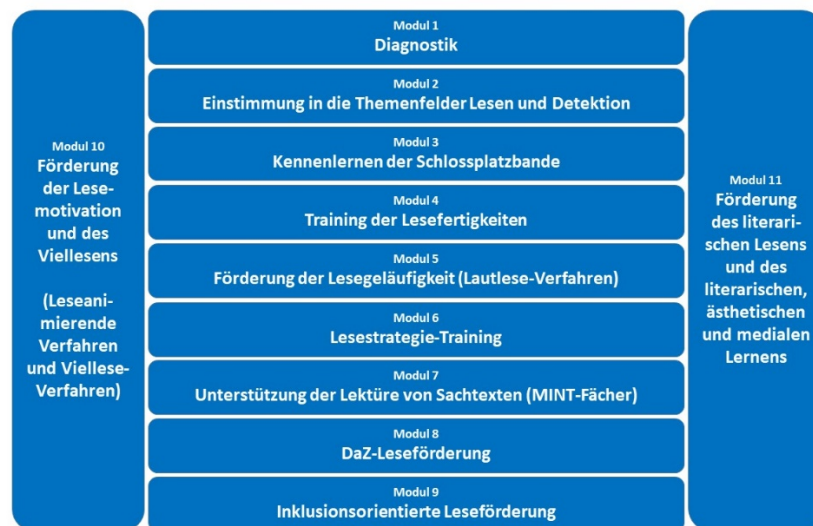 Modul 10
Förderung
der Lese-
motivation
und des
Viellesens
(Leseani-
mierende
Verfahren
und Viellese-
Verfahren)
Modul 1
Diagnostik
Modul 2
Einstimmung in die Themenfelder Lesen und Detektion
Modul 3
Kennenlernen der Schlossplatzbande
Modul 4
Training der Lesefertigkeiten
Modul 5
Förderung der Lesegeläufigkeit (Lautlese-Verfahren)
Modul 6
Lesestrategie-Training
Modul 7
Unterstützung der Lektüre von Sachtexten (MINT-Fächer)
Modul 8
DaZ-Leseförderung
Modul 9
Inklusionsorientierte Leseförderung
Modul 11
Förderung
des literari-
schen Lesens
und des
literarischen,
ästhetischen
und medialen
Lernens